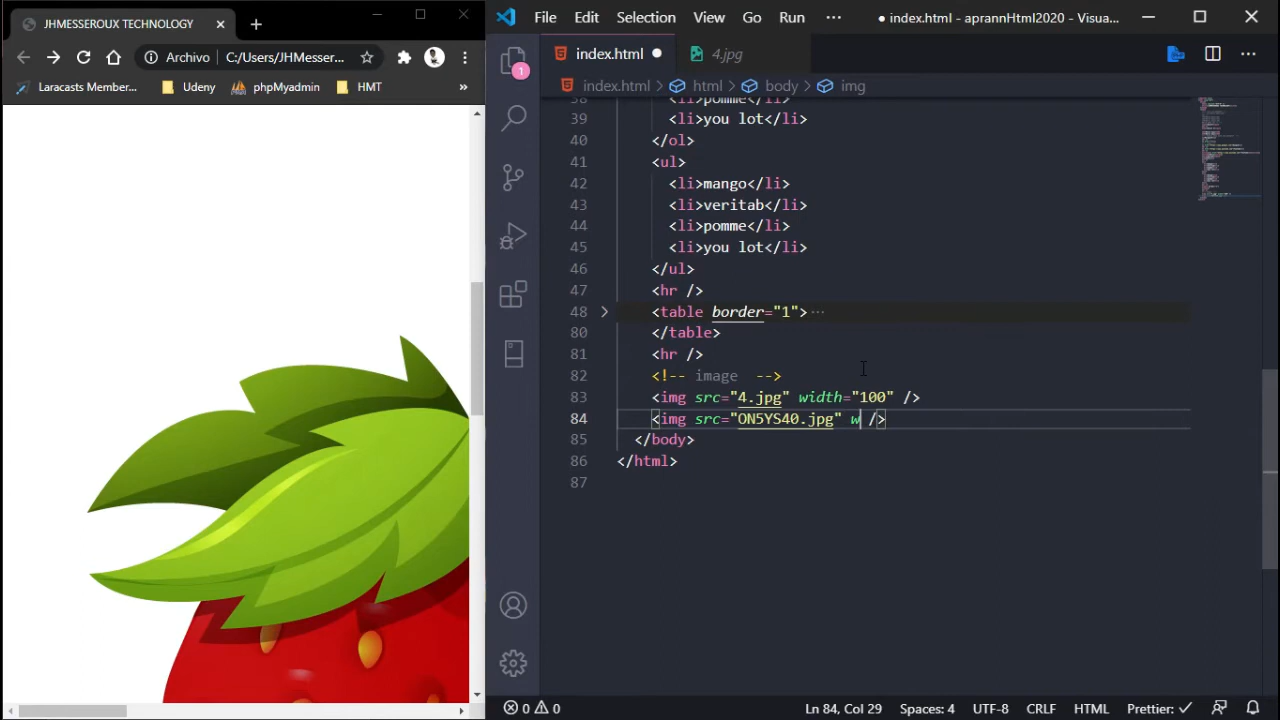 JHMESSEROUX TECHNOLOGY
Archivo C:/Users/JHMesser...
Laracasts Member... Udeny phpMyadmin HMT »
File Edit Selection View Go Run ··· ● index.html - aprannHtml2020 - Visua...
index.html ● 4.jpg
index.html > html > body > img
38 <li>pomme</li>
39 <li>you lot</li>
40 </ol>
41 <ul>
42 <li>mango</li>
43 <li>veritab</li>
44 <li>pomme</li>
45 <li>you lot</li>
46 </ul>
47 <hr />
48 <table border="1"> ···
80 </table>
81 <hr />
82 <!-- image  -->
83 <img src="4.jpg" width="100" />
84 <img src="ON5YS40.jpg" w />
85 </body>
86 </html>
87
1
0 0 Ln 84, Col 29 Spaces: 4 UTF-8 CRLF HTML Prettier: ✓